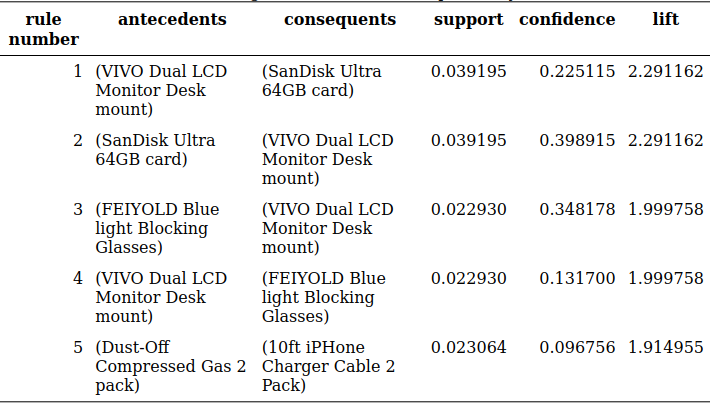 rule number antecedents consequents support confidence lift
1 (VIVO Dual LCD Monitor Desk mount) (SanDisk Ultra 64GB card) 0.039195 0.225115 2.291162
2 (SanDisk Ultra 64GB card) (VIVO Dual LCD Monitor Desk mount) 0.039195 0.398915 2.291162
3 (FEIYOLD Blue light Blocking Glasses) (VIVO Dual LCD Monitor Desk mount) 0.022930 0.348178 1.999758
4 (VIVO Dual LCD Monitor Desk mount) (FEIYOLD Blue light Blocking Glasses) 0.022930 0.131700 1.999758
5 (Dust-Off Compressed Gas 2 pack) (10ft iPHone Charger Cable 2 Pack) 0.023064 0.096756 1.914955